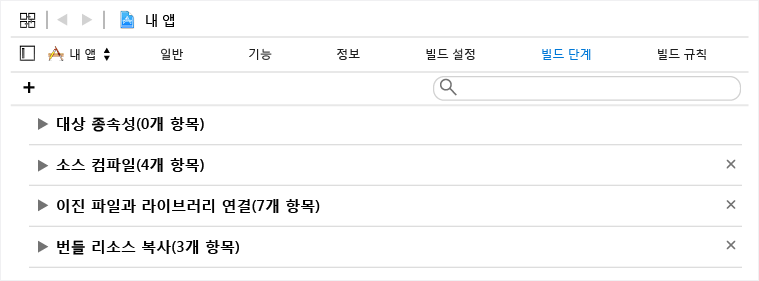 내 앱
내 앱 일반 기능 정보 빌드 설정 빌드 단계 빌드 규칙
대상 종속성(0개 항목)
소스 컴파일(4개 항목)
이진 파일과 라이브러리 연결(7개 항목)
번들 리소스 복사(3개 항목)